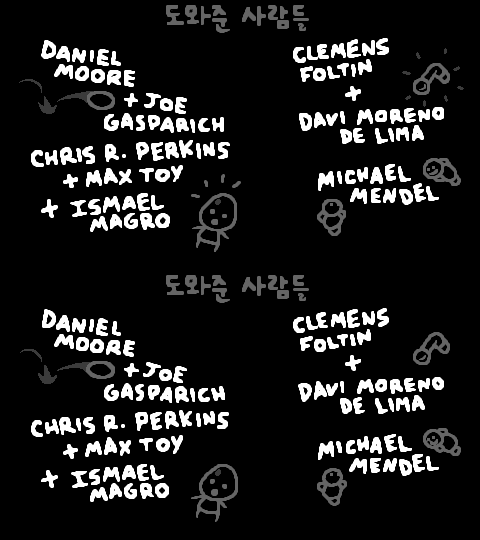 도와준 사람들
DANIEL
MOORE
+ JOE
GASPARICH
CHRIS R. PERKINS
+ MAX TOY
+ ISMAEL
MAGRO
CLEMENS
FOLTIN
+
DAVI MORENO
DE LIMA
MICHAEL
MENDEL
도와준 사람들
DANIEL
MOORE
+ JOE
GASPARICH
CHRIS R. PERKINS
+ MAX TOY
+ ISMAEL
MAGRO
CLEMENS
FOLTIN
+
DAVI MORENO
DE LIMA
MICHAEL
MENDEL